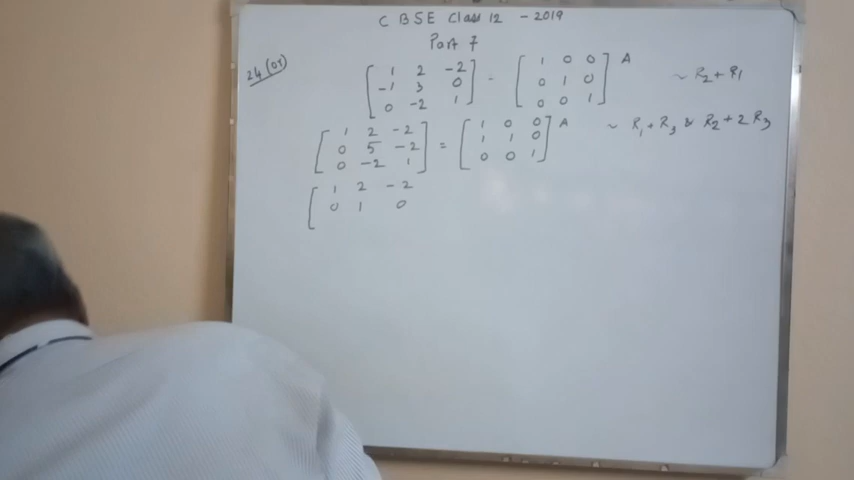 CBSE Class 12 - 2019
Part 7
24 (or)
[ 1 2 -2 ] - [ 1 0 0 ] A ~ R2 + R1
[ -1 3 0 ] [ 0 1 0 ]
[ 0 -2 1 ] [ 0 0 1 ]
[ 1 2 -2 ] = [ 1 0 0 ] A ~ R1 + R3 & R2 + 2 R3
[ 0 5 -2 ] [ 1 1 0 ]
[ 0 -2 1 ] [ 0 0 1 ]
[ 1 2 -2
0 1 0